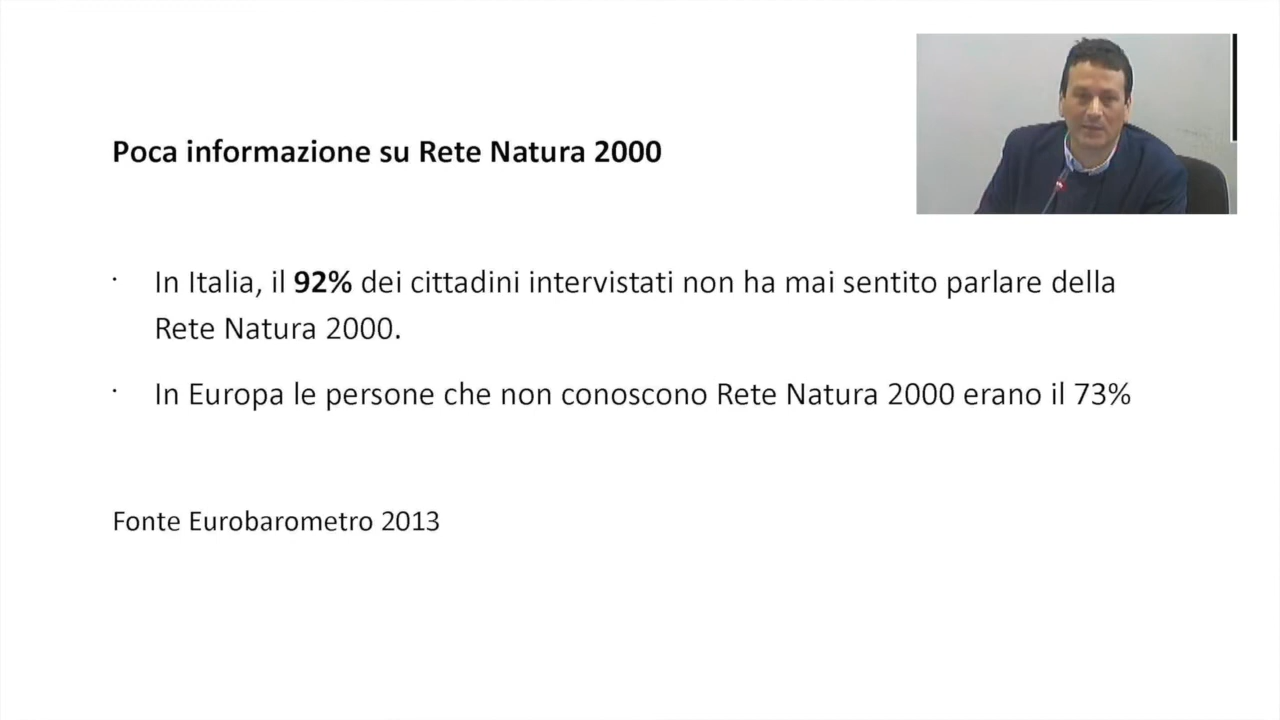 Poca informazione su Rete Natura 2000
· In Italia, il 92% dei cittadini intervistati non ha mai sentito parlare della
Rete Natura 2000.
· In Europa le persone che non conoscono Rete Natura 2000 erano il 73%
Fonte Eurobarometro 2013